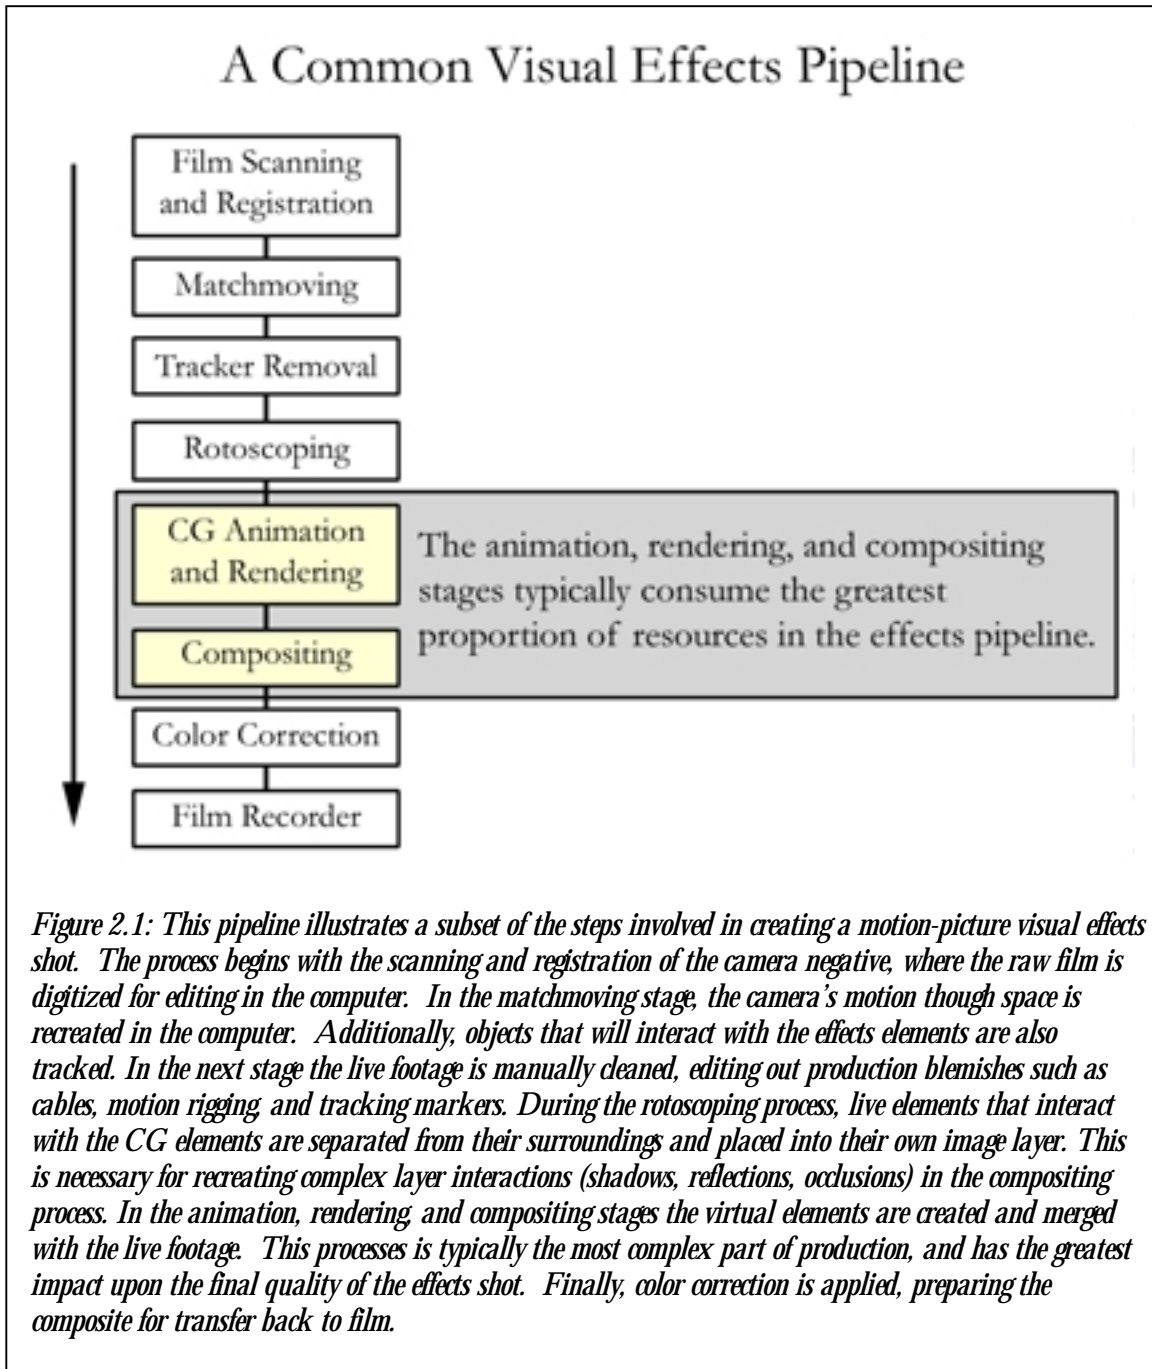 A Common Visual Effects Pipeline
Film Scanning
and Registration
Matchmoving
Tracker Removal
Rotoscoping
CG Animation
and Rendering
The animation, rendering, and compositing
stages typically consume the greatest
proportion of resources in the effects pipeline.
Compositing
Color Correction
Film Recorder
Figure 2.1: This pipeline illustrates a subset of the steps involved in creating a motion-picture visual effects
shot. The process begins with the scanning and registration of the camera negative, where the raw film is
digitized for editing in the computer. In the matchmoving stage, the camera's motion though space is
recreated in the computer. Additionally, objects that will interact with the effects elements are also
tracked. In the next stage the live footage is manually cleaned, editing out production blemishes such as
cables, motion rigging, and tracking markers. During the rotoscoping process, live elements that interact
with the CG elements are separated from their surroundings and placed into their own image layer. This
is necessary for recreating complex layer interactions (shadows, reflections, occlusions) in the compositing
process. In the animation, rendering, and compositing stages the virtual elements are created and merged
with the live footage. This processes is typically the most complex part of production, and has the greatest
impact upon the final quality of the effects shot. Finally, color correction is applied, preparing the
composite for transfer back to film.